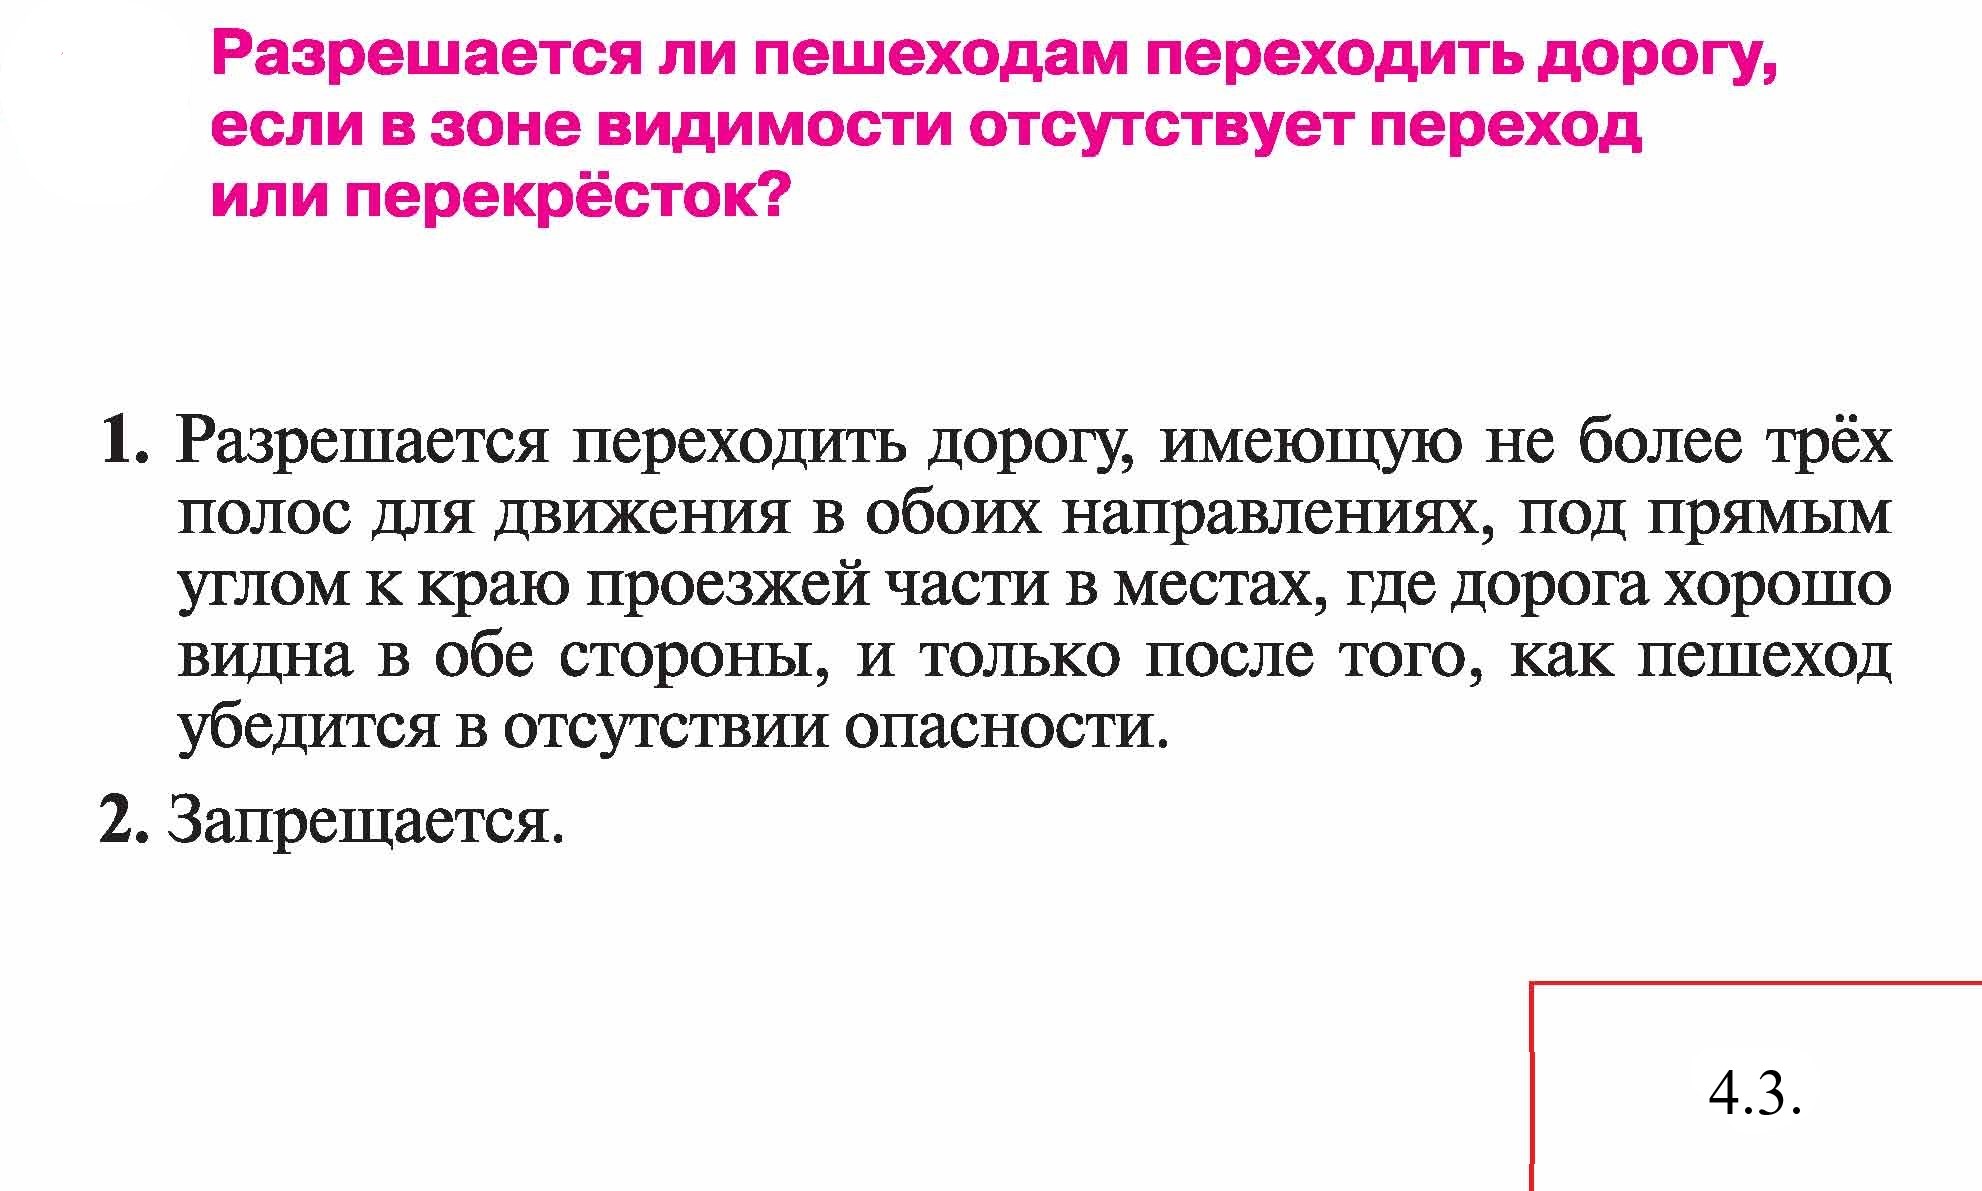 Разрешается ли пешеходам переходить дорогу,
если в зоне видимости отсутствует переход
или перекрёсток?
1. Разрешается переходить дорогу, имеющую не более трёх
полос для движения в обоих направлениях, под прямым
углом к краю проезжей части в местах, где дорога хорошо
видна в обе стороны, и только после того, как пешеход
убедится в отсутствии опасности.
2. Запрещается.
4.3.